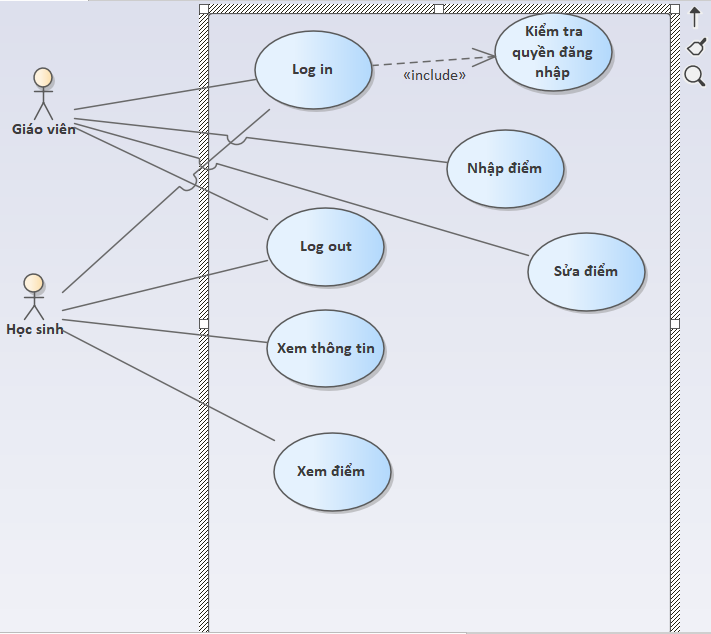 Kiểm tra
quyền đăng
nhập
Log in
«include»
Giáo viên
Nhập điểm
Log out
Sửa điểm
Học sinh
Xem thông tin
Xem điểm